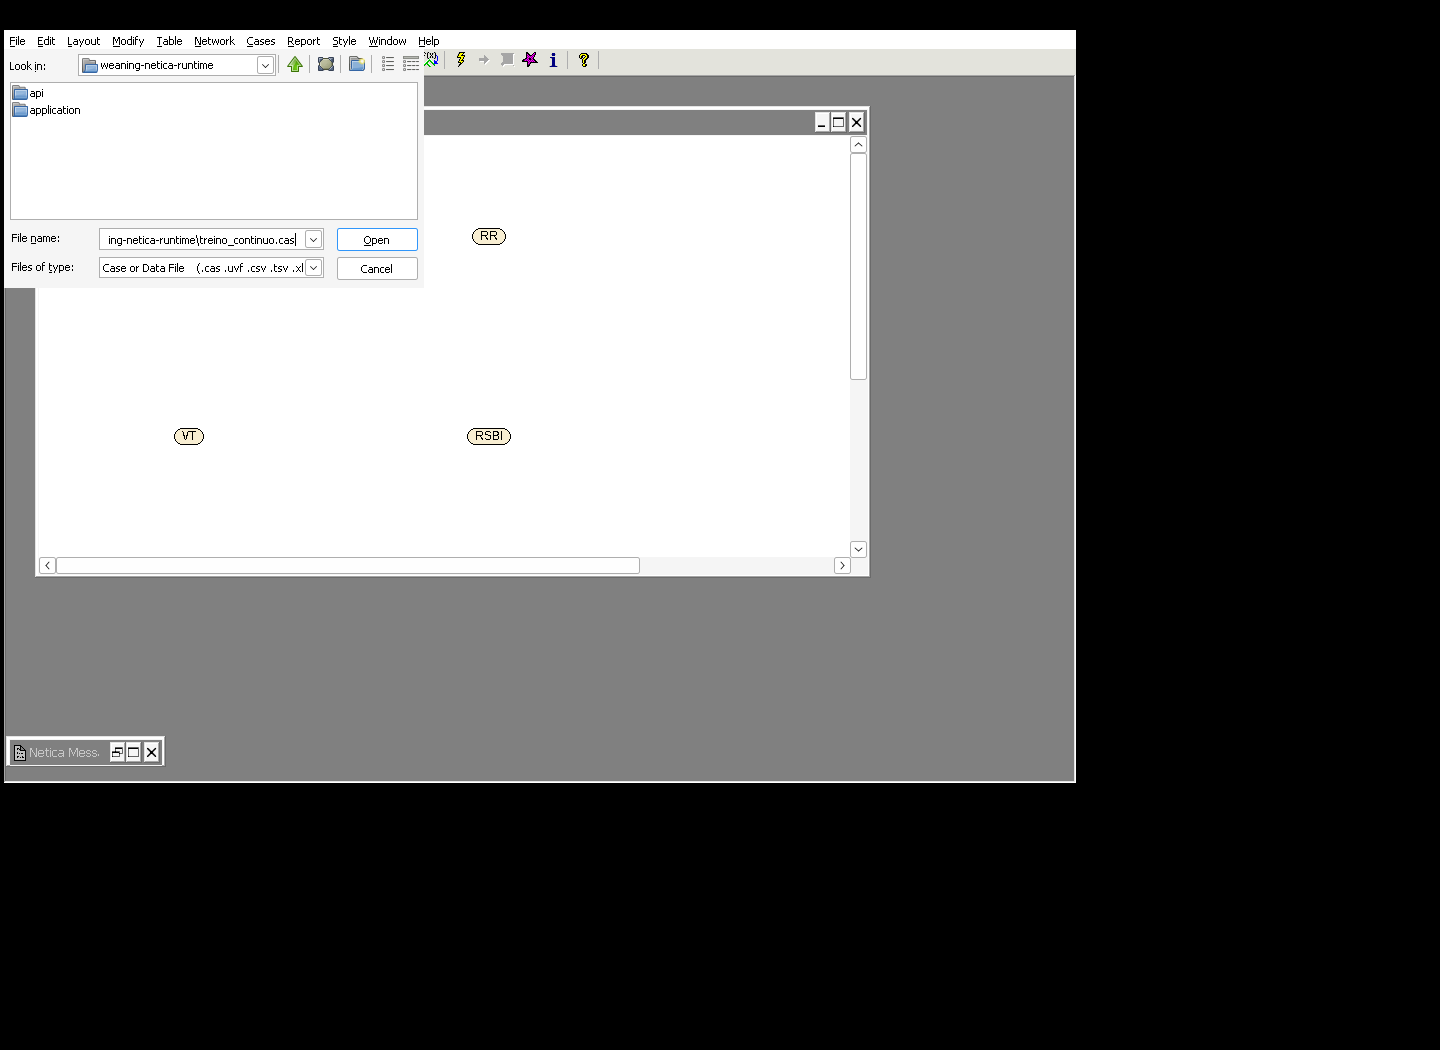 File Edit Layout Modify Table Network Cases Report Style Window Help
Look in: weaning-netica-runtime
api
application
File name: ing-netica-runtime\treino_continuo.cas Open
Files of type: Case or Data File (.cas .uvf .csv .tsv .xl Cancel
RR
VT
RSBI
Netica Mess